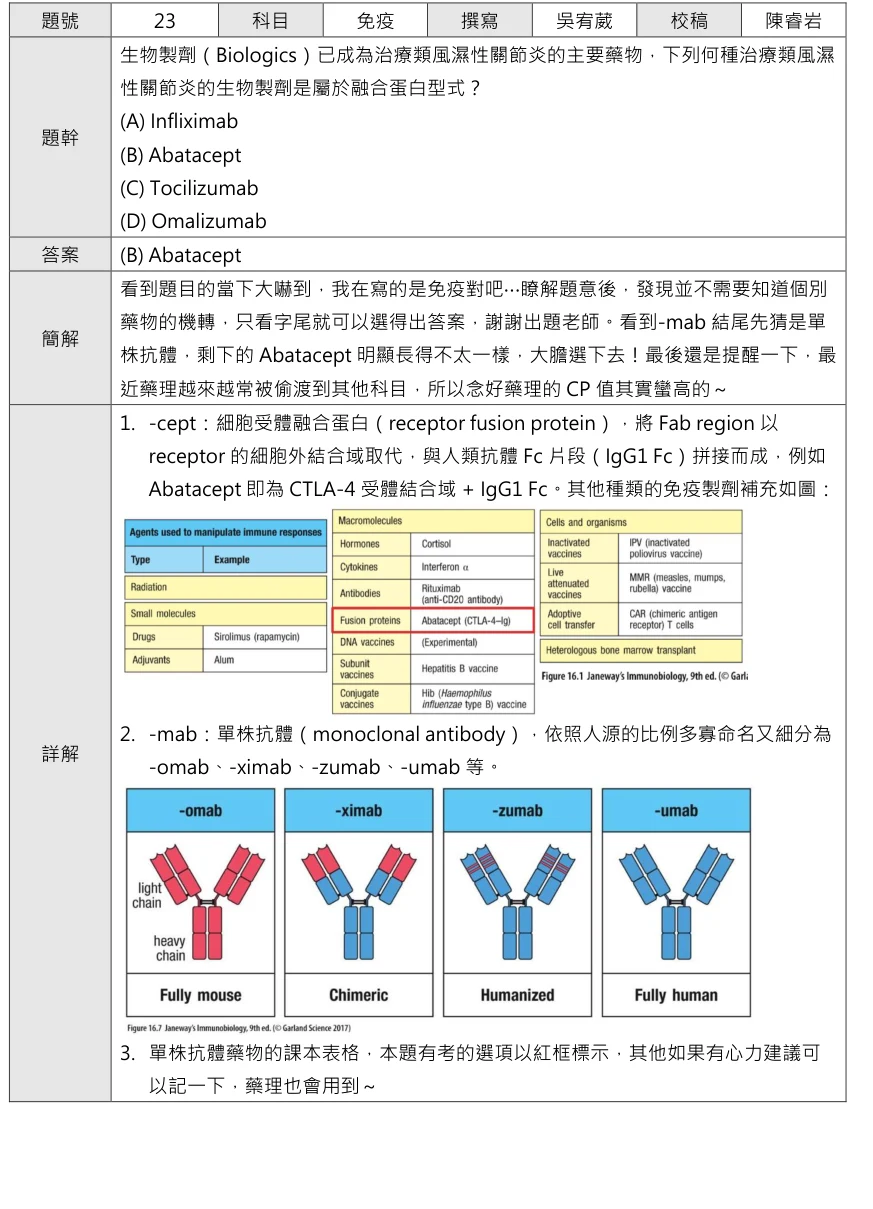 題號 23 科目 免疫 撰寫 吳宥葳 校稿 陳睿岩
題幹
生物製劑（Biologics）已成為治療類風濕性關節炎的主要藥物，下列何種治療類風濕
性關節炎的生物製劑是屬於融合蛋白型式？
(A) Infliximab
(B) Abatacept
(C) Tocilizumab
(D) Omalizumab
答案 (B) Abatacept
簡解
看到題目的當下大嚇到，我在寫的是免疫對吧…瞭解題意後，發現並不需要知道個別
藥物的機轉，只看字尾就可以選得出答案，謝謝出題老師。看到-mab 結尾先猜是單
株抗體，剩下的 Abatacept 明顯長得不太一樣，大膽選下去！最後還是提醒一下，最
近藥理越來越常被偷渡到其他科目，所以念好藥理的 CP 值其實蠻高的～
詳解
1. -cept：細胞受體融合蛋白（receptor fusion protein），將 Fab region 以
receptor 的細胞外結合域取代，與人類抗體 Fc 片段（IgG1 Fc）拼接而成，例如
Abatacept 即為 CTLA-4 受體結合域 + IgG1 Fc。其他種類的免疫製劑補充如圖：
Agents used to manipulate immune responses
Type Example
Radiation
Small molecules
Drugs Sirolimus (rapamycin)
Adjuvants Alum
Macromolecules
Hormones Cortisol
Cytokines Interferon α
Antibodies Rituximab
(anti-CD20 antibody)
Fusion proteins Abatacept (CTLA-4–Ig)
DNA vaccines (Experimental)
Subunit
vaccines Hepatitis B vaccine
Conjugate
vaccines Hib (Haemophilus
influenzae type B) vaccine
Cells and organisms
Inactivated
vaccines IPV (inactivated
poliovirus vaccine)
Live
attenuated
vaccines MMR (measles, mumps,
rubella) vaccine
Adoptive
cell transfer CAR (chimeric antigen
receptor) T cells
Heterologous bone marrow transplant
Figure 16.1 Janeway's Immunobiology, 9th ed. (© Garl
2. -mab：單株抗體（monoclonal antibody），依照人源的比例多寡命名又細分為
-omab、-ximab、-zumab、-umab 等。
-omab -ximab -zumab -umab
light
chain
heavy
chain
Fully mouse Chimeric Humanized Fully human
Figure 16.7 Janeway's Immunobiology, 9th ed. (© Garland Science 2017)
3. 單株抗體藥物的課本表格，本題有考的選項以紅框標示，其他如果有心力建議可
以記一下，藥理也會用到～